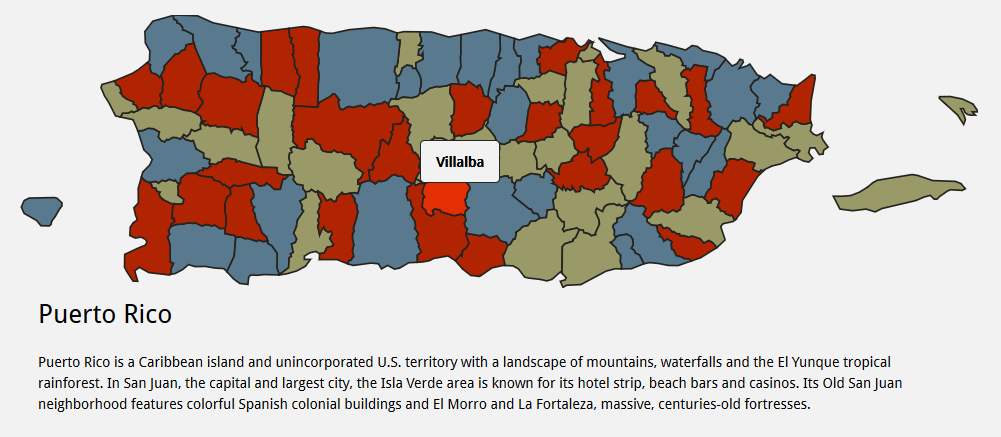 Villalba
Puerto Rico
Puerto Rico is a Caribbean island and unincorporated U.S. territory with a landscape of mountains, waterfalls and the El Yunque tropical
rainforest. In San Juan, the capital and largest city, the Isla Verde area is known for its hotel strip, beach bars and casinos. Its Old San Juan
neighborhood features colorful Spanish colonial buildings and El Morro and La Fortaleza, massive, centuries-old fortresses.